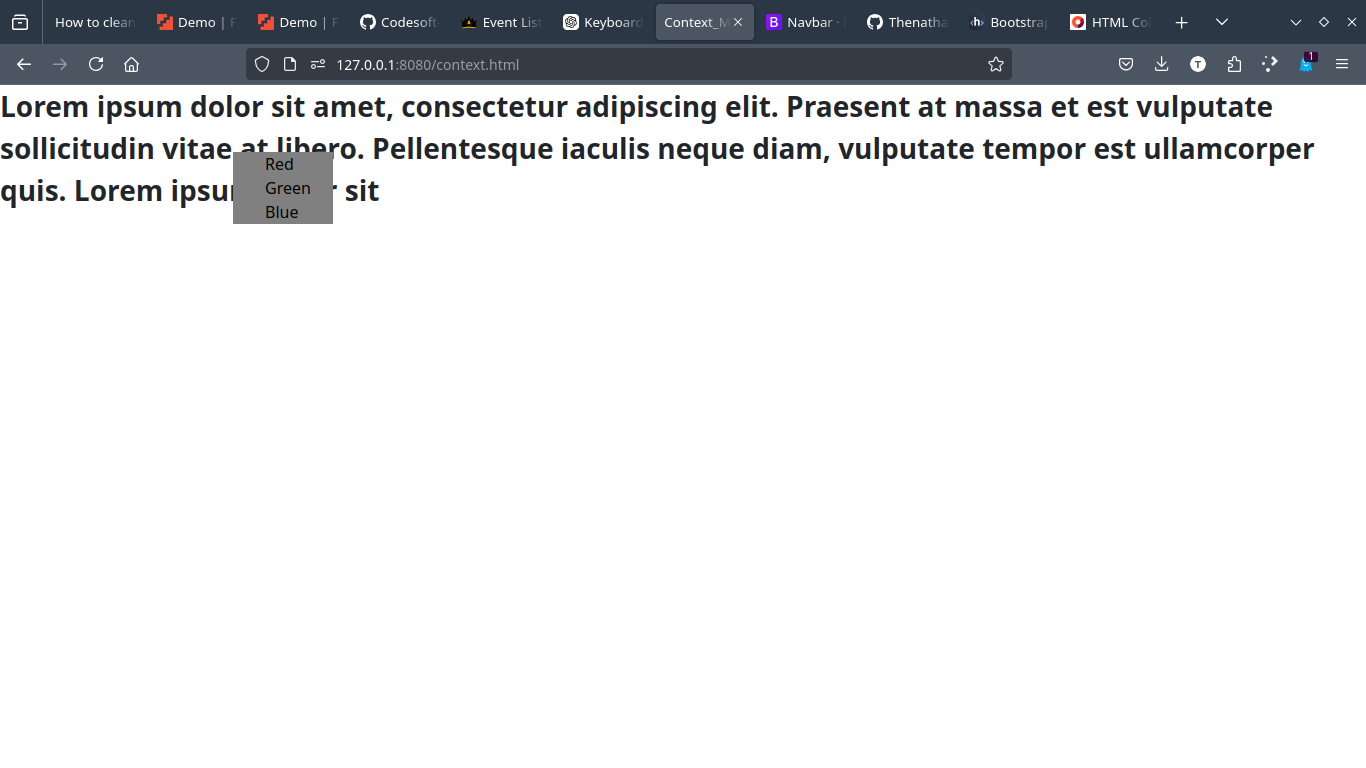 How to clean Demo | F Demo | F Codesoft Event List Keyboard Context_M Navbar · Thenatha Bootstrap HTML Co
127.0.0.1:8080/context.html T 1
Lorem ipsum dolor sit amet, consectetur adipiscing elit. Praesent at massa et est vulputate
sollicitudin vitae at libero. Pellentesque iaculis neque diam, vulputate tempor est ullamcorper
quis. Lorem ipsum sit
Red
Green
Blue